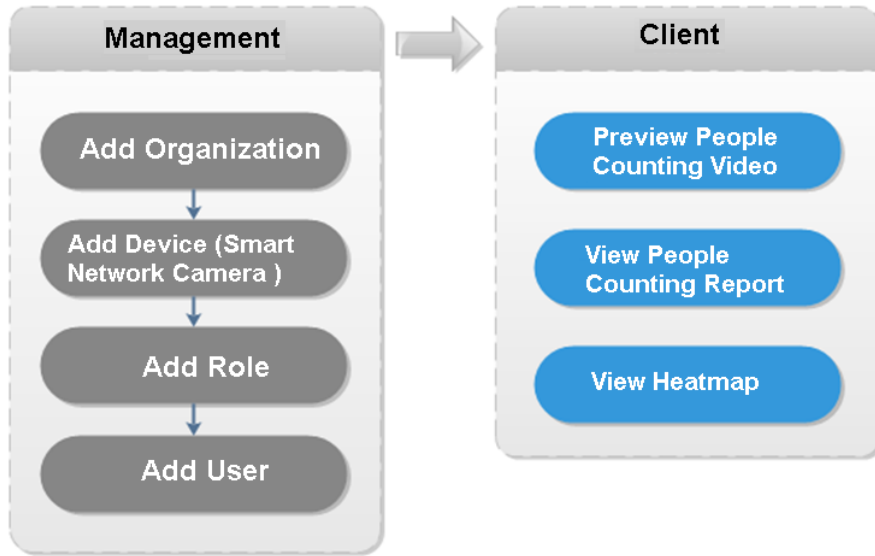 Management
Add Organization
Add Device (Smart
Network Camera )
Add Role
Add User
Client
Preview People
Counting Video
View People
Counting Report
View Heatmap